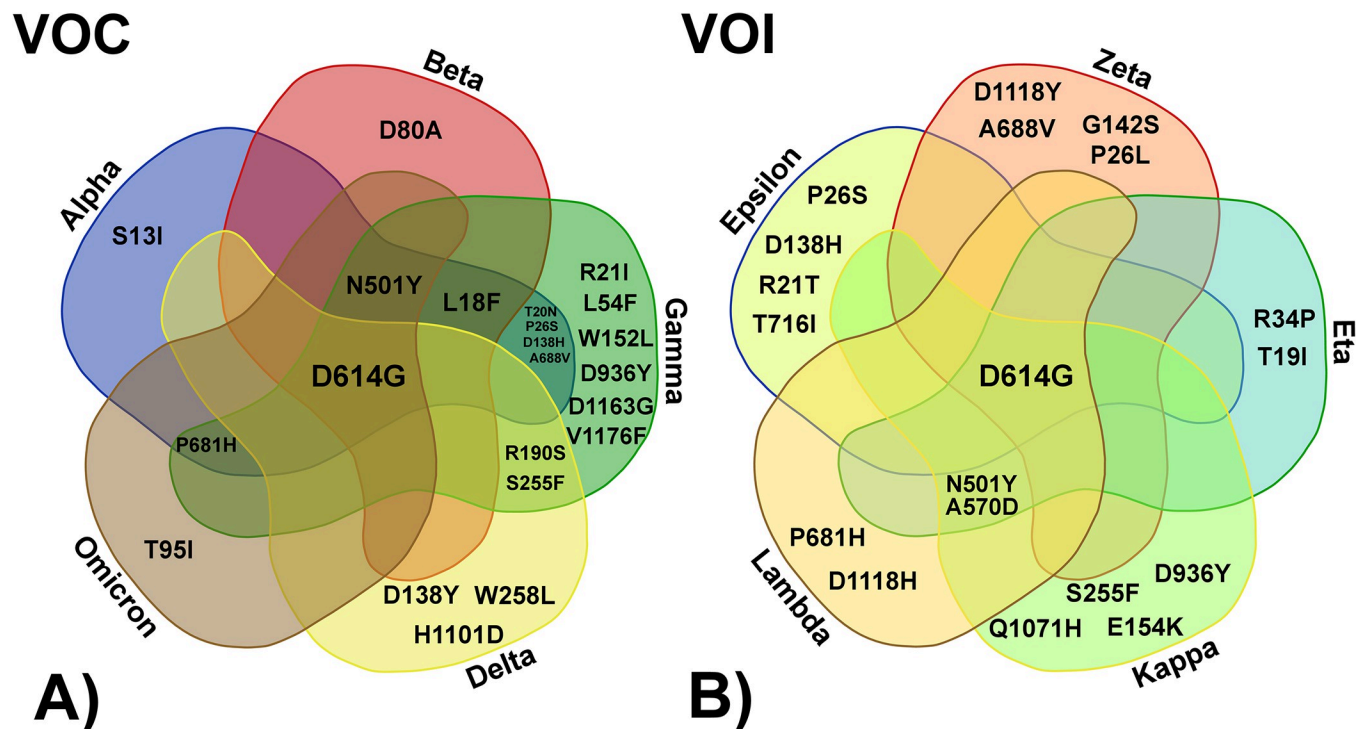 VOC
Beta
D80A
Alpha
S13I
N501Y
L18F
T20N
P26S
D138H
A688V
R21I
L54F
W152L
D936Y
D1163G
V1176F
Gamma
D614G
P681H
R190S
S255F
T95I
Omicron
D138Y W258L
H1101D
Delta
A)
VOI
Zeta
D1118Y
A688V
G142S
P26L
Epsilon
P26S
D138H
R21T
T716I
R34P
T19I
Eta
D614G
N501Y
A570D
P681H
D1118H
Lambda
D936Y
S255F
Q1071H E154K
Kappa
B)